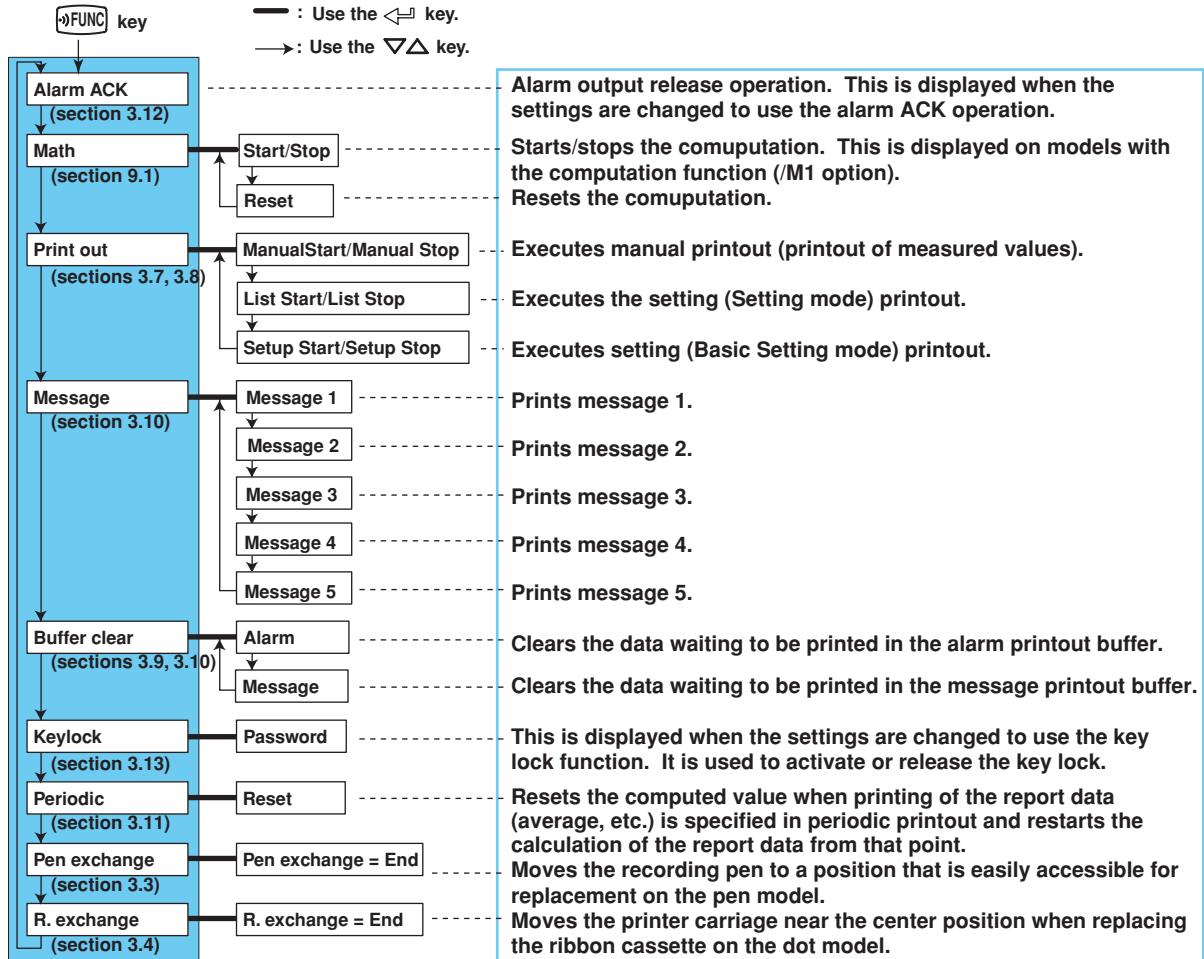 FUNC key
: Use the key.
: Use the ▽△ key.
Alarm ACK
(section 3.12)
Alarm output release operation. This is displayed when the
settings are changed to use the alarm ACK operation.
Math
(section 9.1)
Start/Stop
Starts/stops the comuputation. This is displayed on models with
the computation function (/M1 option).
Reset
Resets the comuputation.
Print out
(sections 3.7, 3.8)
ManualStart/Manual Stop
Executes manual printout (printout of measured values).
List Start/List Stop
Executes the setting (Setting mode) printout.
Setup Start/Setup Stop
Executes setting (Basic Setting mode) printout.
Message
(section 3.10)
Message 1
Prints message 1.
Message 2
Prints message 2.
Message 3
Prints message 3.
Message 4
Prints message 4.
Message 5
Prints message 5.
Buffer clear
(sections 3.9, 3.10)
Alarm
Clears the data waiting to be printed in the alarm printout buffer.
Message
Clears the data waiting to be printed in the message printout buffer.
Keylock
(section 3.13)
Password
This is displayed when the settings are changed to use the key
lock function. It is used to activate or release the key lock.
Periodic
(section 3.11)
Reset
Resets the computed value when printing of the report data
(average, etc.) is specified in periodic printout and restarts the
calculation of the report data from that point.
Pen exchange
(section 3.3)
Pen exchange = End
Moves the recording pen to a position that is easily accessible for
replacement on the pen model.
R. exchange
(section 3.4)
R. exchange = End
Moves the printer carriage near the center position when replacing
the ribbon cassette on the dot model.